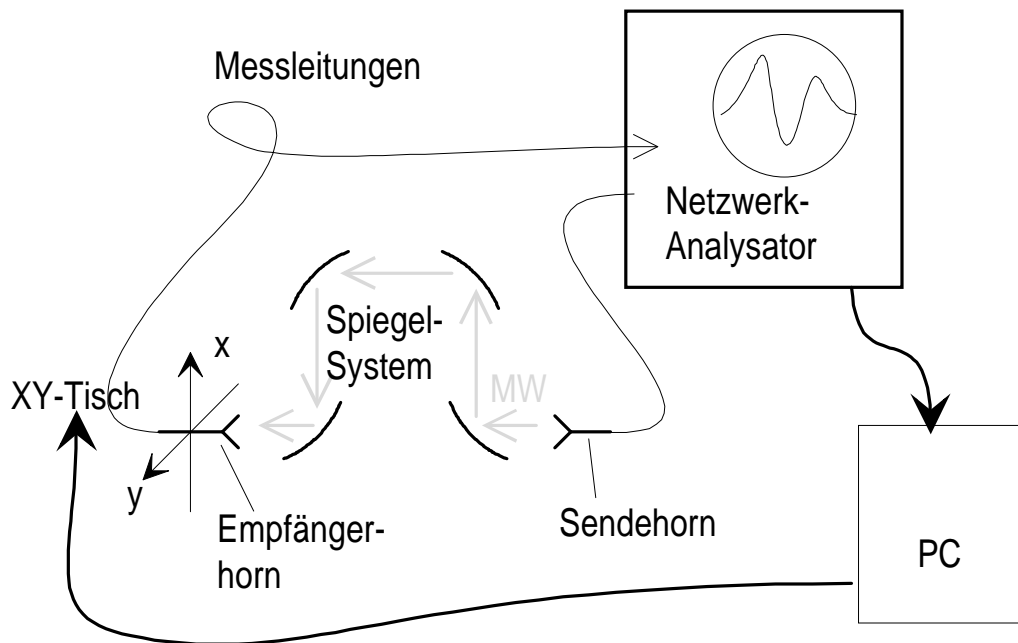 Messleitungen
Netzwerk-
Analysator
Spiegel-
System
MW
x
XY-Tisch
y
Empfänger-
horn
Sendehorn
PC